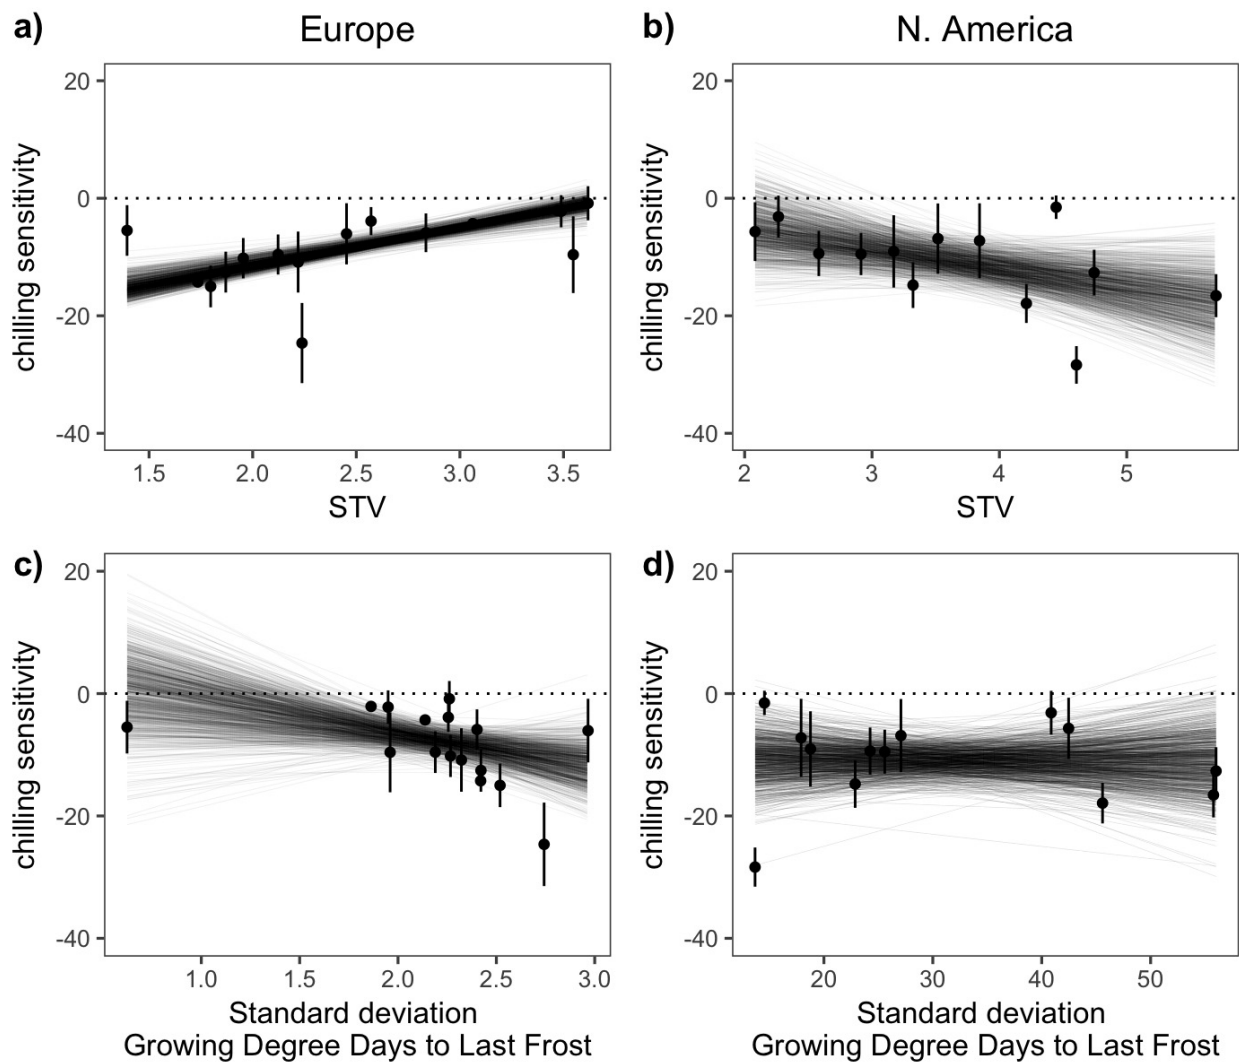 a) Europe
b) N. America
20
0
-20
-40
chilling sensitivity
1.5 2.0 2.5 3.0 3.5
STV
20
0
-20
-40
chilling sensitivity
2 3 4 5
STV
c)
20
0
-20
-40
chilling sensitivity
1.0 1.5 2.0 2.5 3.0
Standard deviation
Growing Degree Days to Last Frost
d)
20
0
-20
-40
chilling sensitivity
20 30 40 50
Standard deviation
Growing Degree Days to Last Frost